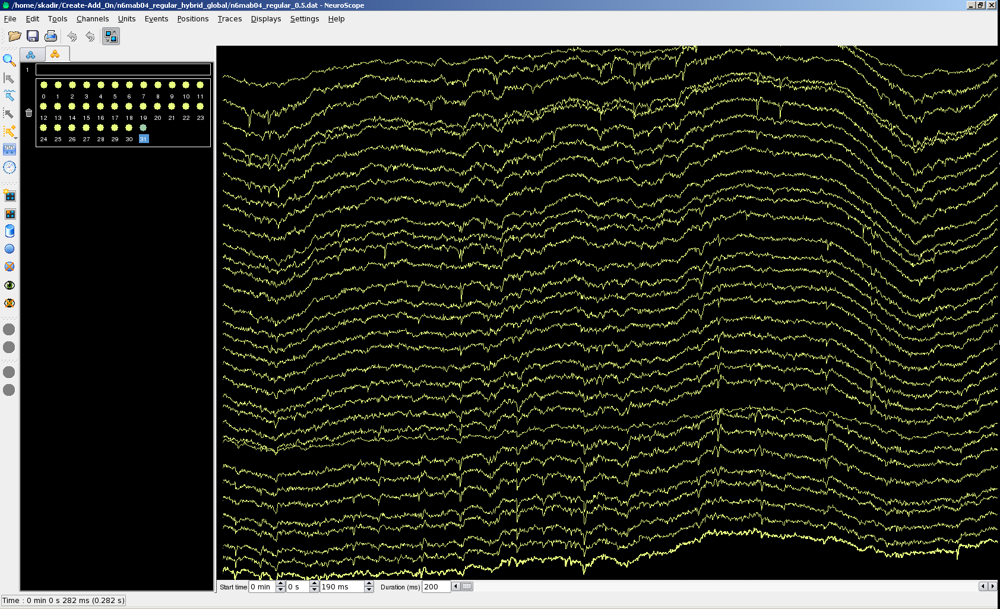 /home/skadir/Create-Add_On/n6mab04_regular_hybrid_global/n6mab04_regular_0.5.dat - NeuroScope
File Edit Tools Channels Units Events Positions Traces Displays Settings Help
1
0 1 2 3 4 5 6 7 8 9 10 11
12 13 14 15 16 17 18 19 20 21 22 23
24 25 26 27 28 29 30 31
Start time 0 min 0 s 190 ms Duration (ms) 200
Time : 0 min 0 s 282 ms (0.282 s)